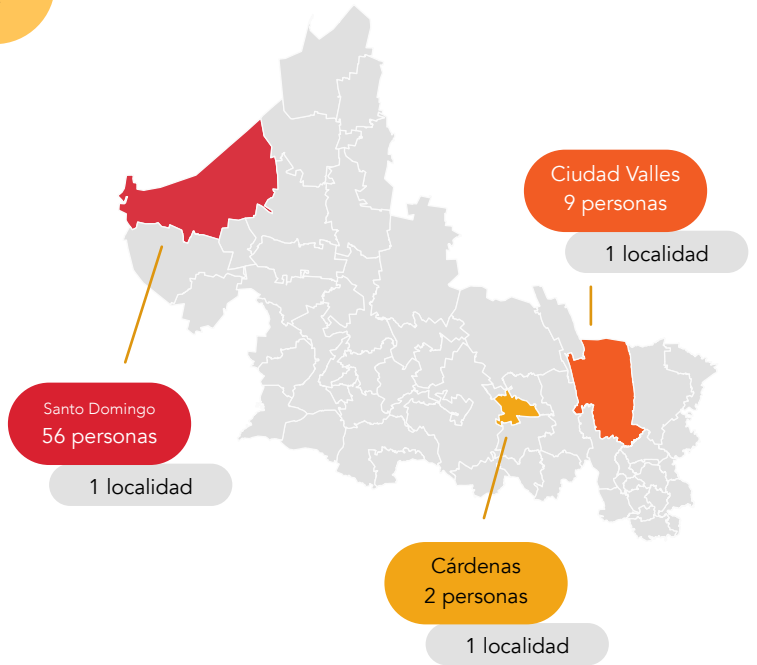 Ciudad Valles
9 personas
1 localidad
Santo Domingo
56 personas
1 localidad
Cárdenas
2 personas
1 localidad